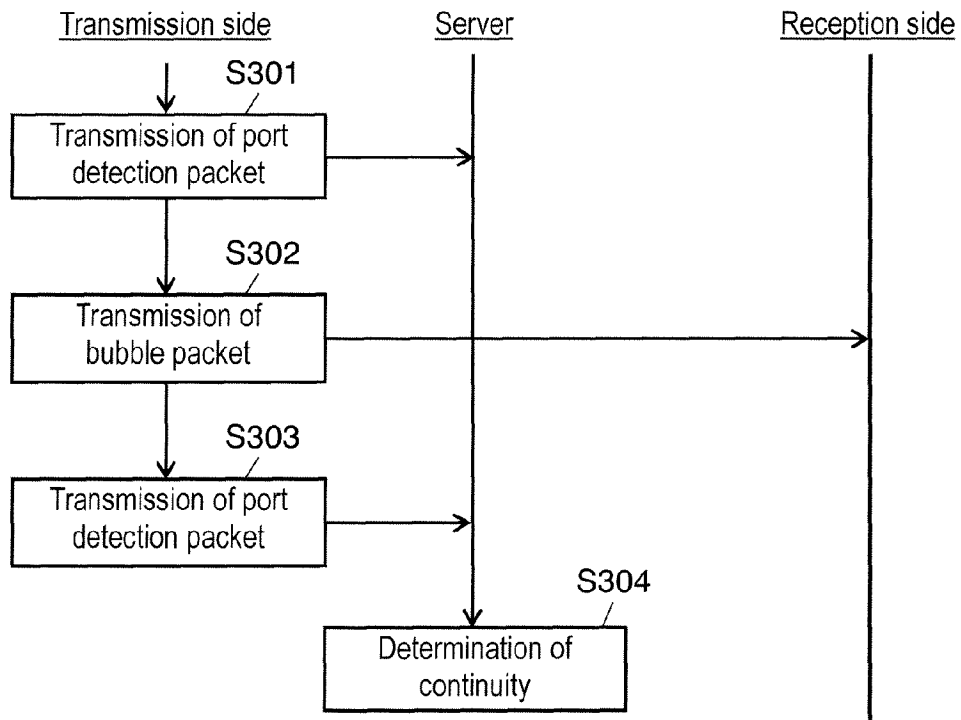 Transmission side
Server
Reception side
S301
Transmission of port
detection packet
S302
Transmission of
bubble packet
S303
Transmission of port
detection packet
S304
Determination of
continuity